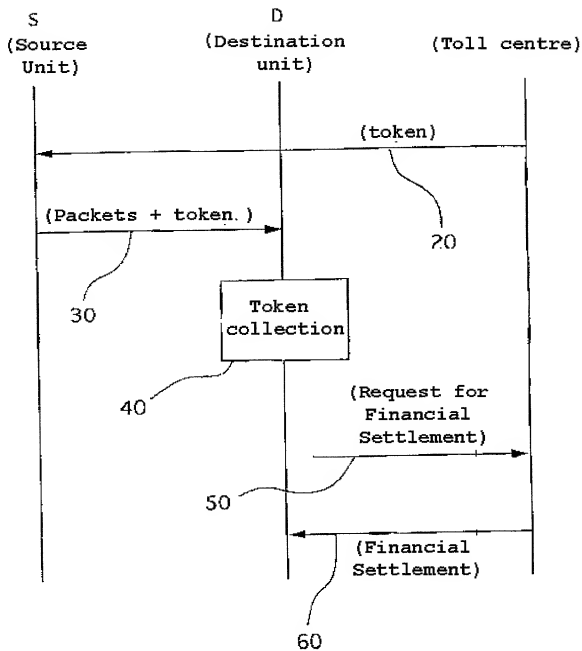 S
(Source
Unit)
D
(Destination
unit)
(Toll centre)
(token)
20
(Packets + token.)
30
Token
collection
40
(Request for
Financial
Settlement)
50
(Financial
Settlement)
60